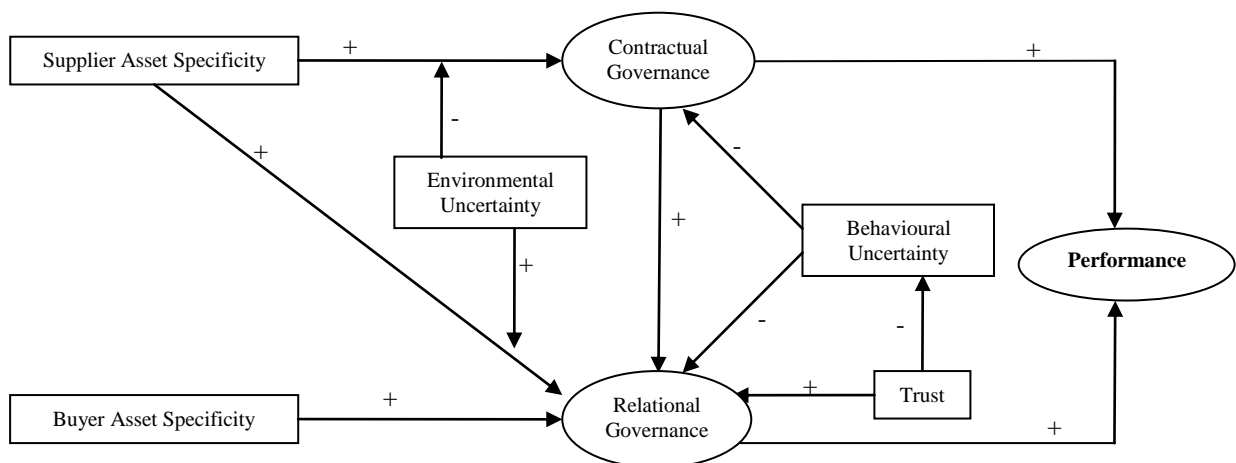 +
Supplier Asset Specificity
Contractual
Governance
+
-
+
-
Environmental
Uncertainty
+
Behavioural
Uncertainty
+
Performance
-
-
+
Trust
+
Buyer Asset Specificity
Relational
Governance
+